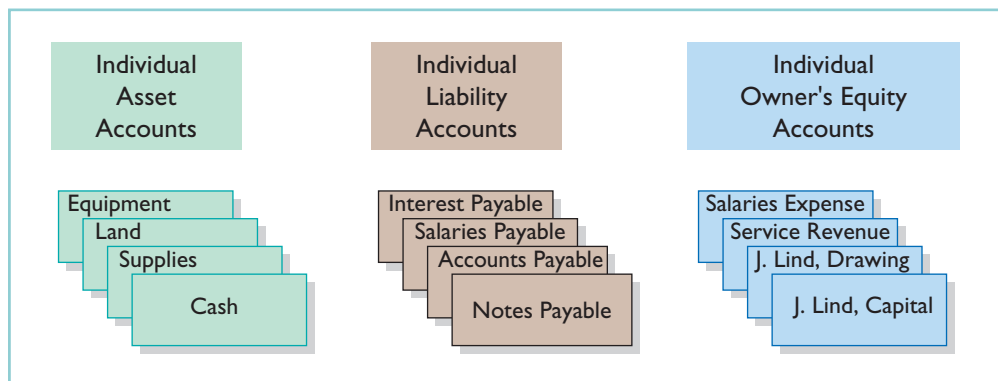 Individual
Asset
Accounts
Individual
Liability
Accounts
Individual
Owner's Equity
Accounts
Equipment
Land
Supplies
Cash
Interest Payable
Salaries Payable
Accounts Payable
Notes Payable
Salaries Expense
Service Revenue
J. Lind, Drawing
J. Lind, Capital